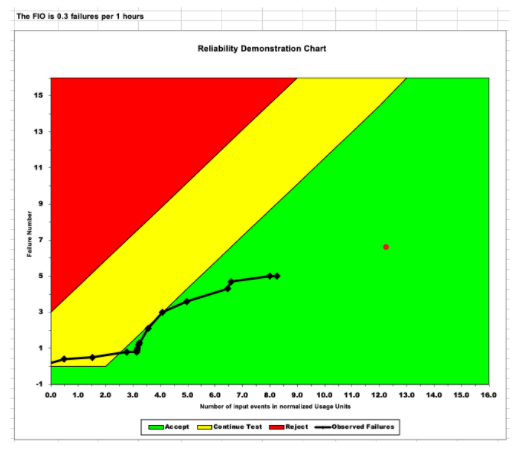 The FIO is 0.3 failures per 1 hours
Reliability Demonstration Chart
15
13
11
9
7
5
3
1
-1
Failure Number
0.0 1.0 2.0 3.0 4.0 5.0 6.0 7.0 8.0 9.0 10.0 11.0 12.0 13.0 14.0 15.0 16.0
Number of input events in normalized Usage Units
Accept Continue Test Reject Observed Failures